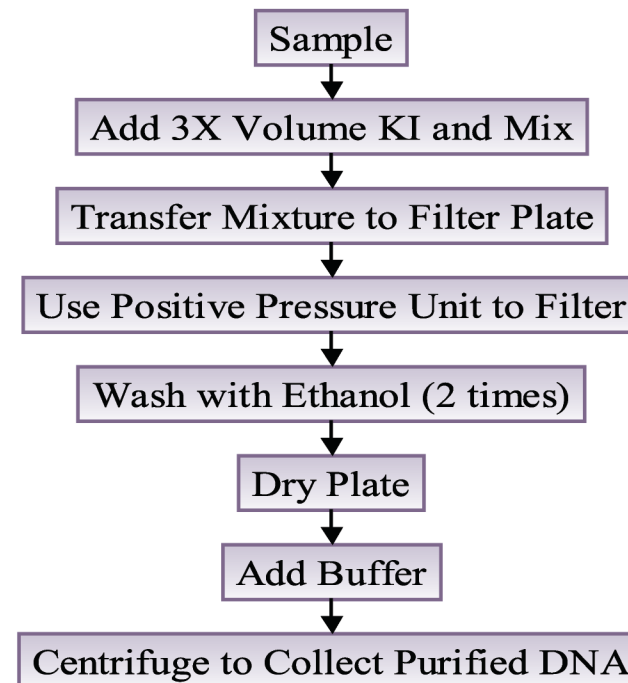 Sample
Add 3X Volume KI and Mix
Transfer Mixture to Filter Plate
Use Positive Pressure Unit to Filter
Wash with Ethanol (2 times)
Dry Plate
Add Buffer
Centrifuge to Collect Purified DNA